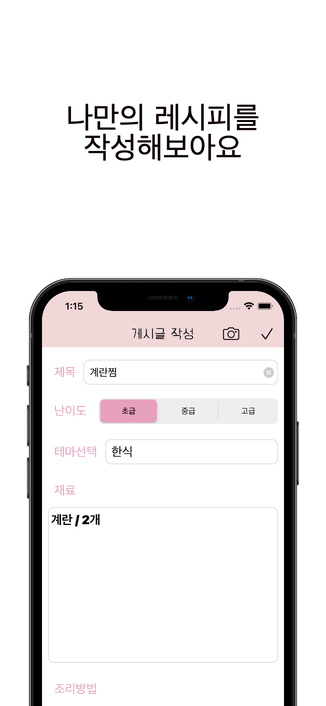 나만의 레시피를
작성해보아요
1:15
게시글 작성
제목
계란찜
난이도
초급
중급
고급
테마선택
한식
재료
계란 / 2개
조리방법